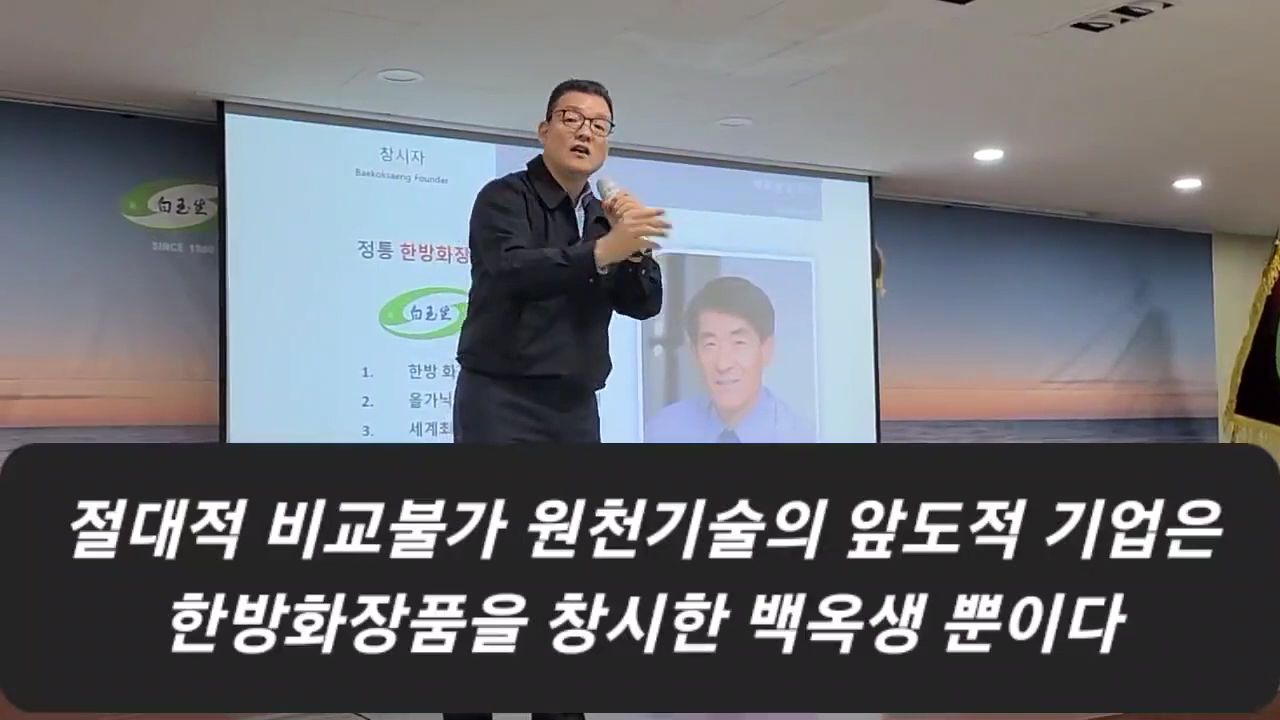 창시자
Baekoksaeng Founder
白玉生
SINCE
정통 한방화장
白玉生
1. 한방 화
2. 올가닉
3. 세계최
절대적 비교불가 원천기술의 앞도적 기업은
한방화장품을 창시한 백옥생 뿐이다